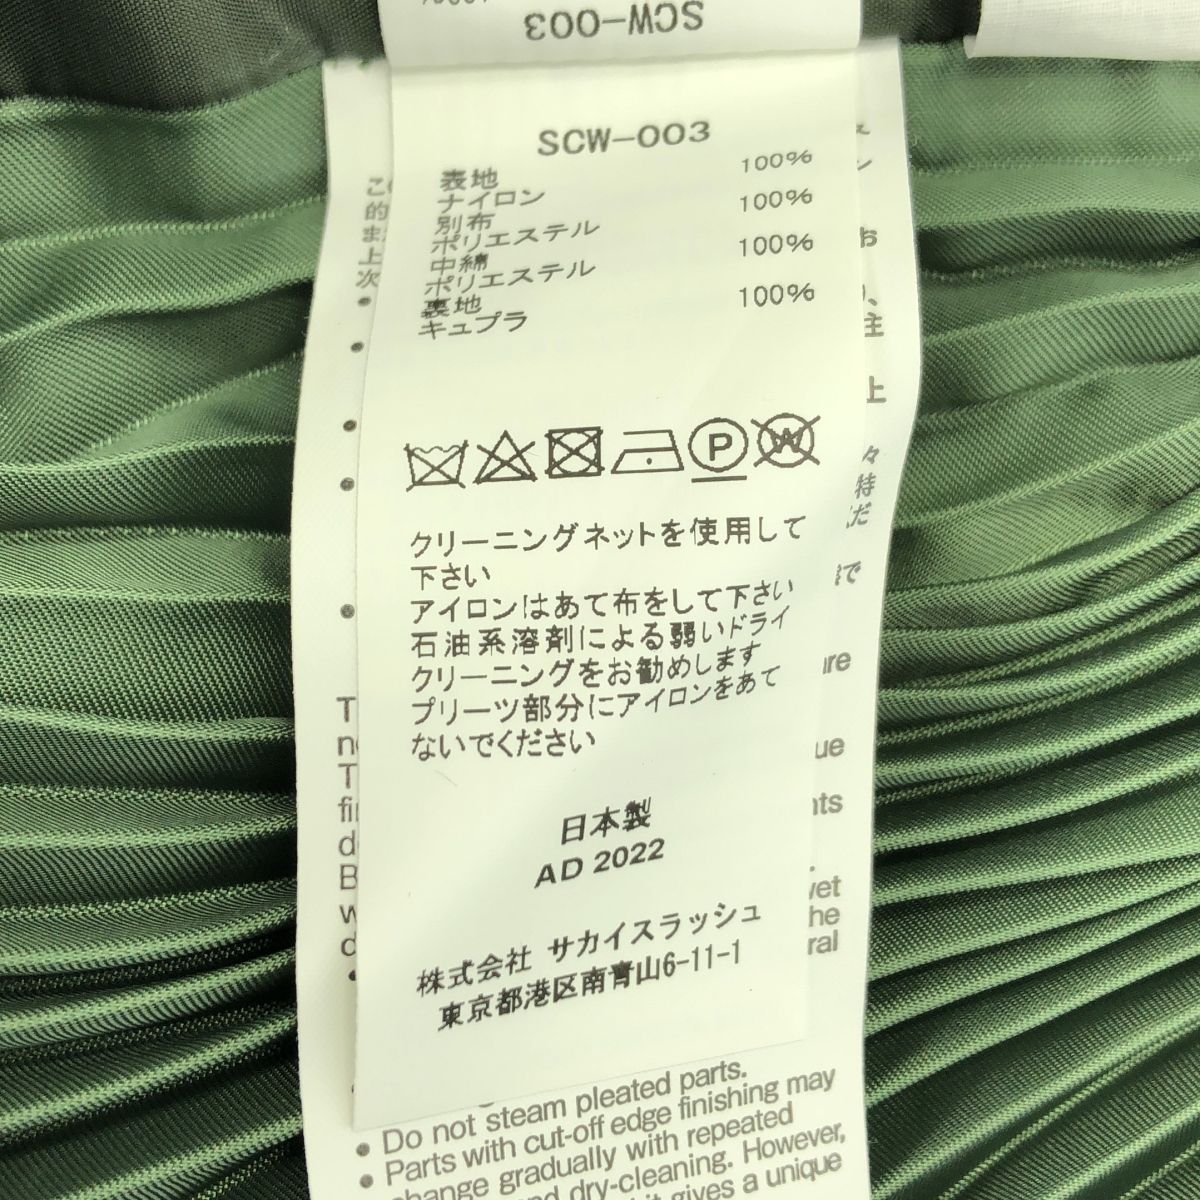 SCW-003
SCW-003
表地
ナイロン 100%
別布
ポリエステル 100%
中綿
ポリエステル 100%
裏地
キュプラ 100%
P
W
クリーニングネットを使用して
下さい
アイロンはあて布をして下さい
石油系溶剤による弱いドライ
クリーニングをお勧めします
プリーツ部分にアイロンをあて
ないでください
日本製
AD 2022
株式会社 サカイスラッシュ
東京都港区南青山6-11-1
• Do not steam pleated parts.
• Parts with cut-off edge finishing may
change gradually with repeated
and dry-cleaning. However,
it gives a unique